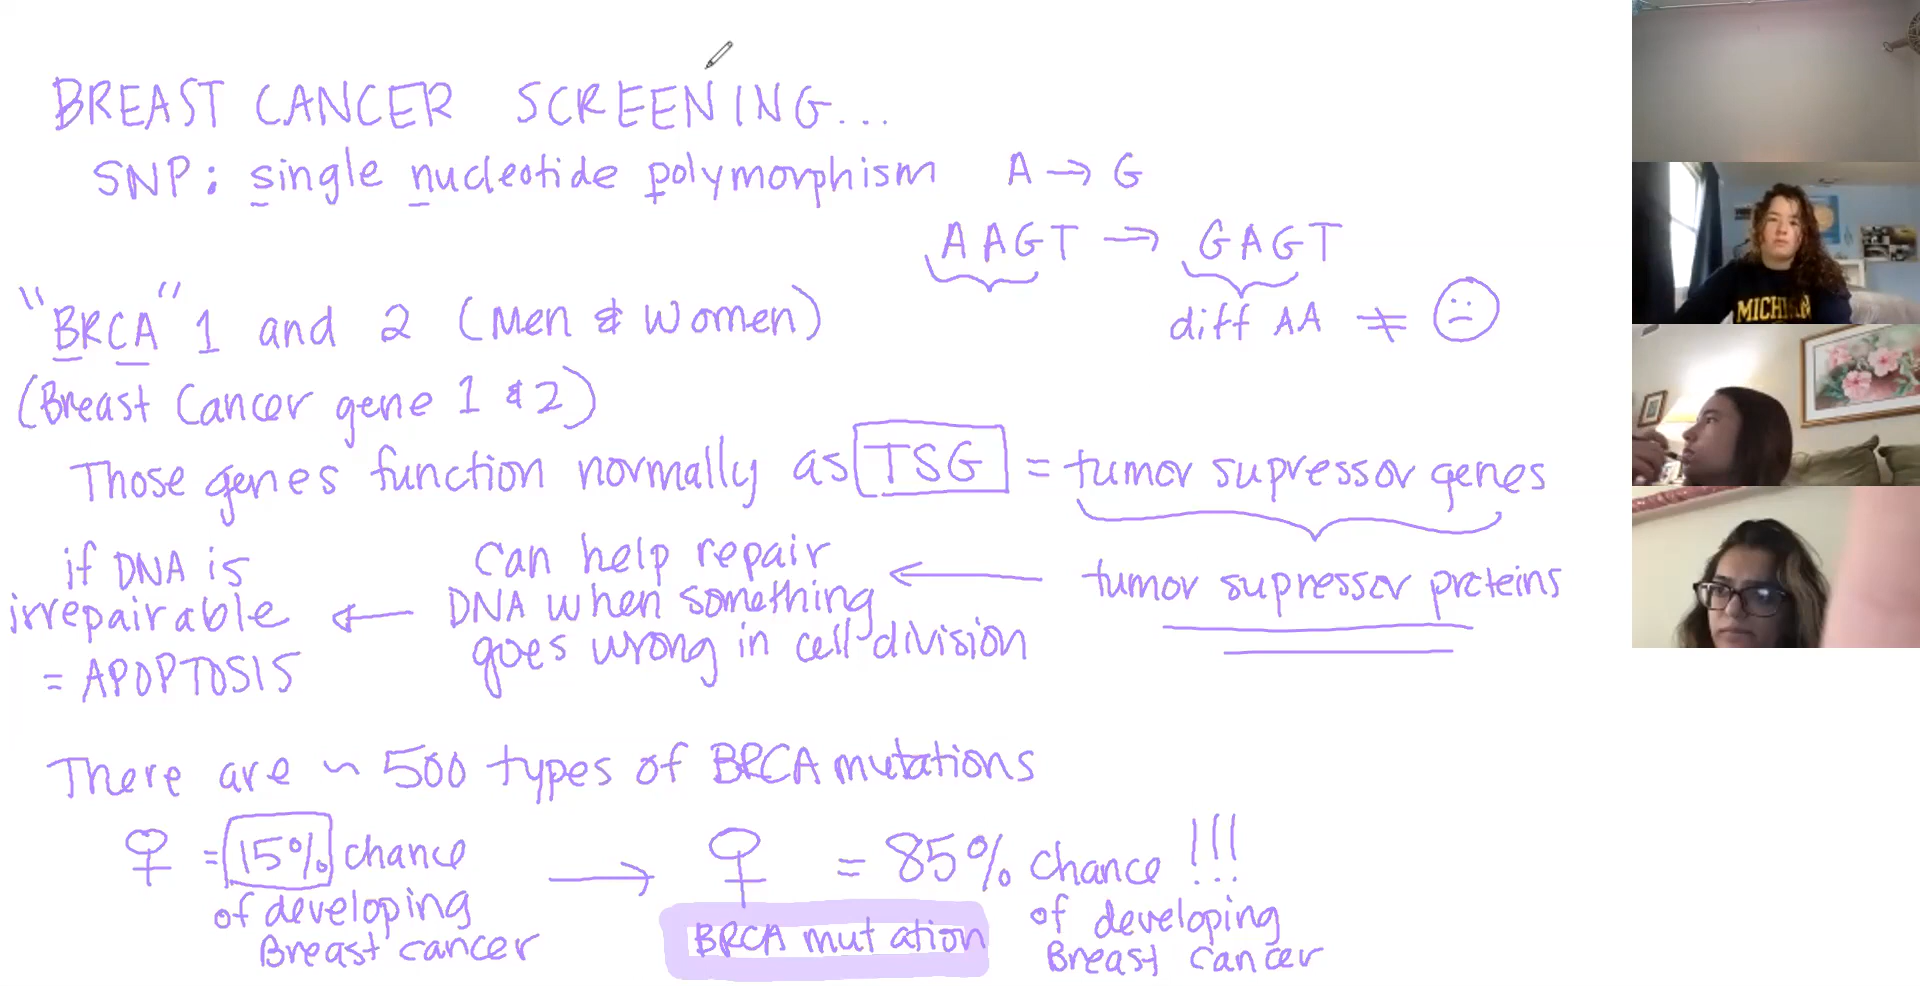 BREAST CANCER SCREENING...
SNP: single nucleotide polymorphism A → G
AAGT → GAGT
diff AA ≠
"BRCA" 1 and 2 (Men & Women)
(Breast Cancer gene 1 & 2)
Those genes function normally as TSG = tumor supressor genes
tumor supressor proteins
can help repair
DNA when something
goes wrong in cell division
if DNA is
irrepairable
= APOPTOSIS
There are ~ 500 types of BRCA mutations
♀ = 15% chance
of developing
Breast cancer
→ ♀ = 85% chance !!!
BRCA mutation
of developing
Breast cancer
MICHIGAN